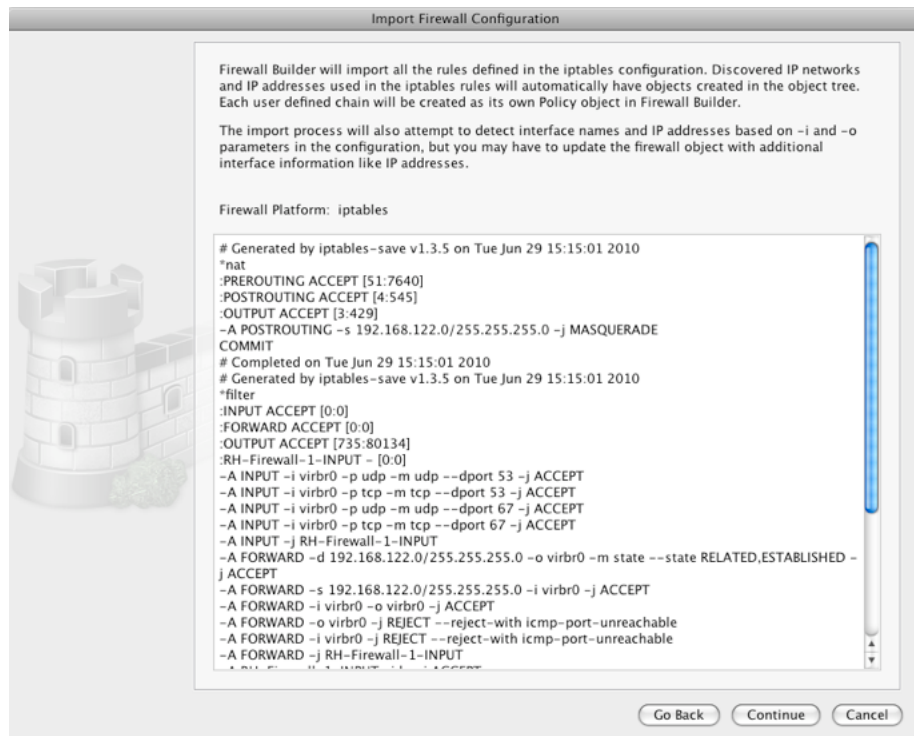 Import Firewall Configuration
Firewall Builder will import all the rules defined in the iptables configuration. Discovered IP networks
and IP addresses used in the iptables rules will automatically have objects created in the object tree.
Each user defined chain will be created as its own Policy object in Firewall Builder.
The import process will also attempt to detect interface names and IP addresses based on -i and -o
parameters in the configuration, but you may have to update the firewall object with additional
interface information like IP addresses.
Firewall Platform: iptables
# Generated by iptables-save v1.3.5 on Tue Jun 29 15:15:01 2010
*nat
:PREROUTING ACCEPT [51:7640]
:POSTROUTING ACCEPT [4:545]
:OUTPUT ACCEPT [3:429]
-A POSTROUTING -s 192.168.122.0/255.255.255.0 -j MASQUERADE
COMMIT
# Completed on Tue Jun 29 15:15:01 2010
# Generated by iptables-save v1.3.5 on Tue Jun 29 15:15:01 2010
*filter
:INPUT ACCEPT [0:0]
:FORWARD ACCEPT [0:0]
:OUTPUT ACCEPT [735:80134]
:RH-Firewall-1-INPUT - [0:0]
-A INPUT -i virbr0 -p udp -m udp --dport 53 -j ACCEPT
-A INPUT -i virbr0 -p tcp -m tcp --dport 53 -j ACCEPT
-A INPUT -i virbr0 -p udp -m udp --dport 67 -j ACCEPT
-A INPUT -i virbr0 -p tcp -m tcp --dport 67 -j ACCEPT
-A INPUT -j RH-Firewall-1-INPUT
-A FORWARD -d 192.168.122.0/255.255.255.0 -o virbr0 -m state --state RELATED,ESTABLISHED -
j ACCEPT
-A FORWARD -s 192.168.122.0/255.255.255.0 -i virbr0 -j ACCEPT
-A FORWARD -i virbr0 -o virbr0 -j ACCEPT
-A FORWARD -o virbr0 -j REJECT --reject-with icmp-port-unreachable
-A FORWARD -i virbr0 -j REJECT --reject-with icmp-port-unreachable
-A FORWARD -j RH-Firewall-1-INPUT
Go Back
Continue
Cancel